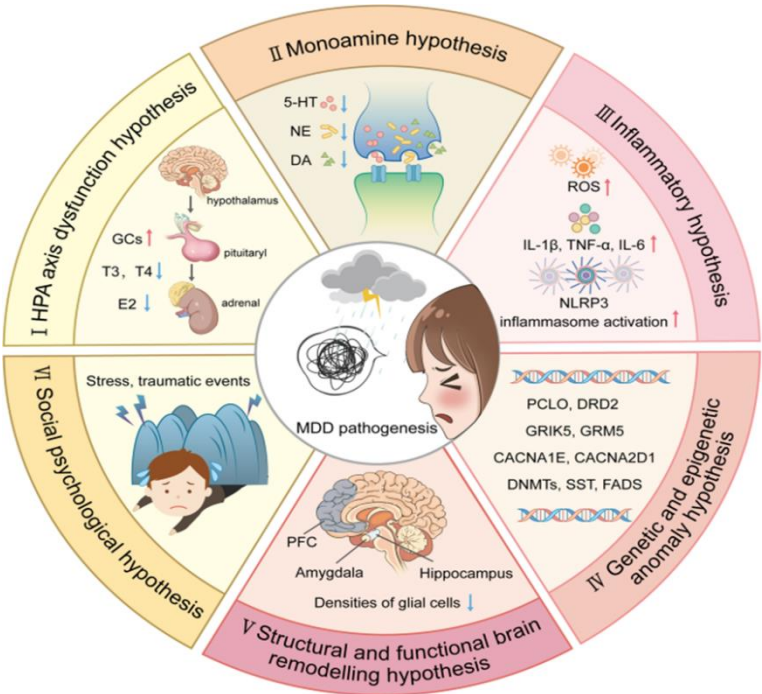 Ⅰ HPA axis dysfunction hypothesis
hypothalamus
GCs ↑
pituitaryl
T3, T4 ↓
E2 ↓
adrenal
Ⅱ Monoamine hypothesis
5-HT ↓
NE ↓
DA ↓
Ⅲ Inflammatory hypothesis
ROS ↑
IL-1β, TNF-α, IL-6 ↑
NLRP3
inflammasome activation ↑
Ⅳ Genetic and epigenetic
anomaly hypothesis
PCLO, DRD2
GRIK5, GRM5
CACNA1E, CACNA2D1
DNMTs, SST, FADS
PFC
Amygdala
Hippocampus
Densities of glial cells ↓
Ⅴ Structural and functional brain
remodelling hypothesis
Ⅵ Social psychological hypothesis
Stress, traumatic events
MDD pathogenesis